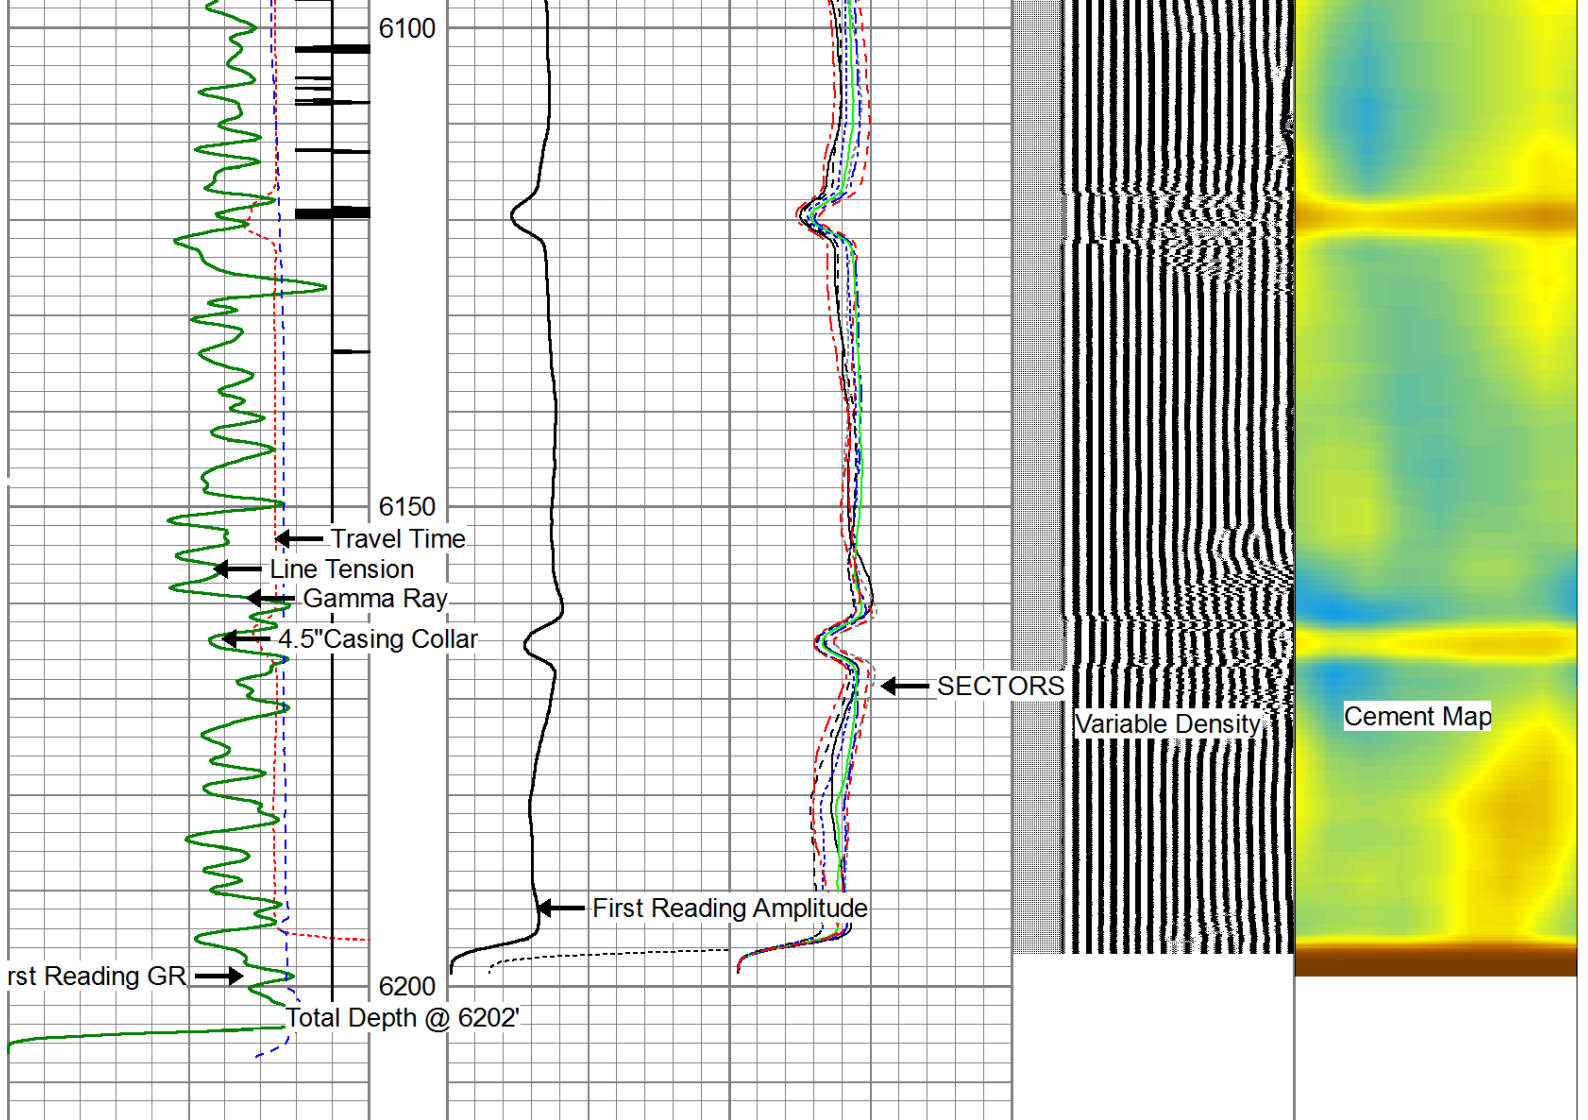 6100
6150
Travel Time
Line Tension
Gamma Ray
4.5"Casing Collar
SECTORS
Variable Density
Cement Map
First Reading Amplitude
rst Reading GR
6200
Total Depth @ 6202'